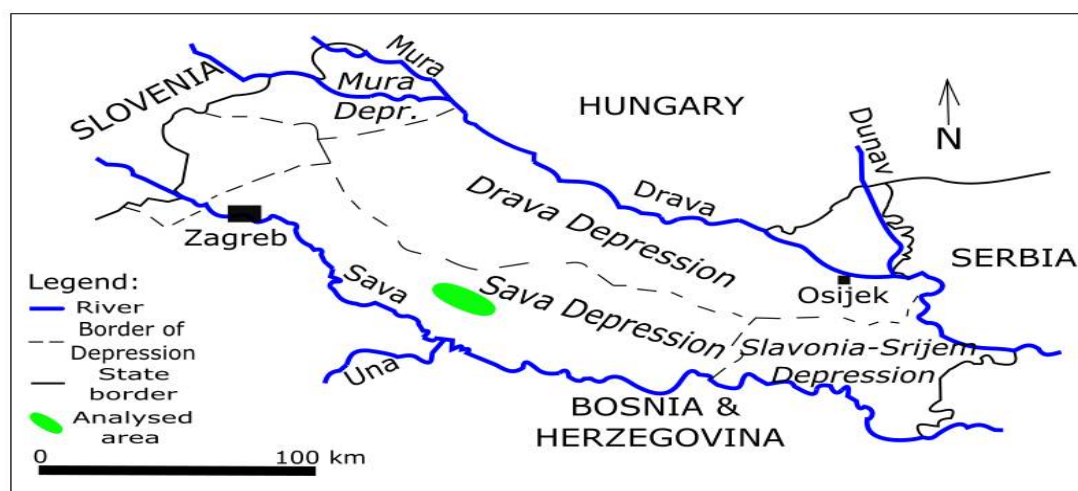 SLOVENIA
Mura
Mura
Depr.
HUNGARY
N
Dunav
Drava
Drava Depression
Zagreb
SERBIA
Osijek
Sava
Sava Depression
Slavonia-Srijem
Depression
Una
BOSNIA &
HERZEGOVINA
Legend:
River
Border of
Depression
State
border
Analysed
area
0 100 km